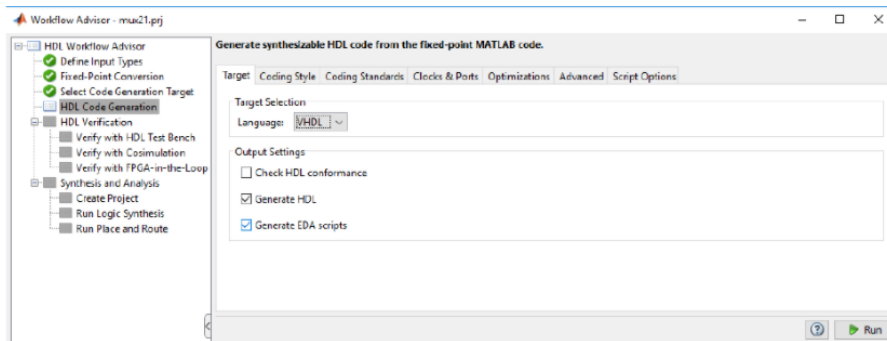 Workflow Advisor - mux21.prj
HDL Workflow Advisor
Define Input Types
Fixed-Point Conversion
Select Code Generation Target
HDL Code Generation
HDL Verification
Verify with HDL Test Bench
Verify with Cosimulation
Verify with FPGA-in-the-Loop
Synthesis and Analysis
Create Project
Run Logic Synthesis
Run Place and Route
Generate synthesizable HDL code from the fixed-point MATLAB code.
Target Coding Style Coding Standards Clocks & Ports Optimizations Advanced Script Options
Target Selection
Language: VHDL
Output Settings
Check HDL conformance
Generate HDL
Generate EDA scripts
? Run